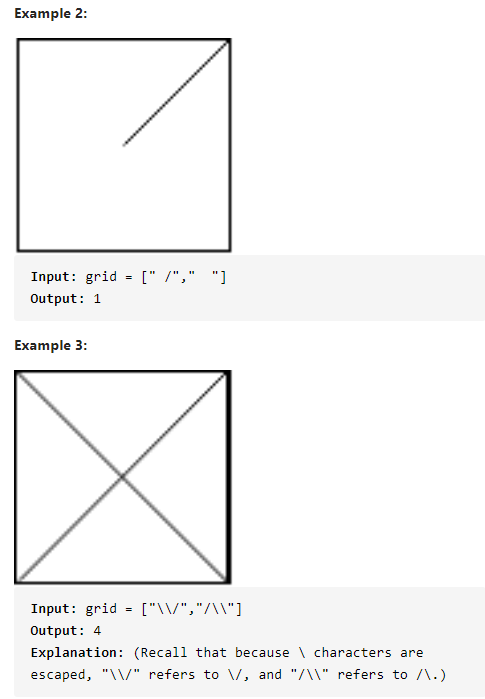 Example 2:
Input: grid = [" /","  "]
Output: 1
Example 3:
Input: grid = ["\\/","/\\"]
Output: 4
Explanation: (Recall that because \ characters are
escaped, "\\/" refers to \/, and "/\\" refers to /\.)